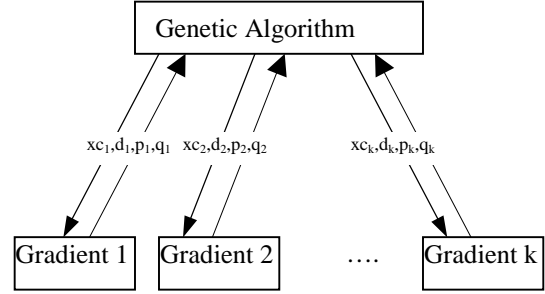 Genetic Algorithm
xc₁,d₁,p₁,q₁ xc₂,d₂,p₂,q₂ xcₖ,dₖ,pₖ,qₖ
Gradient 1 Gradient 2 .... Gradient k